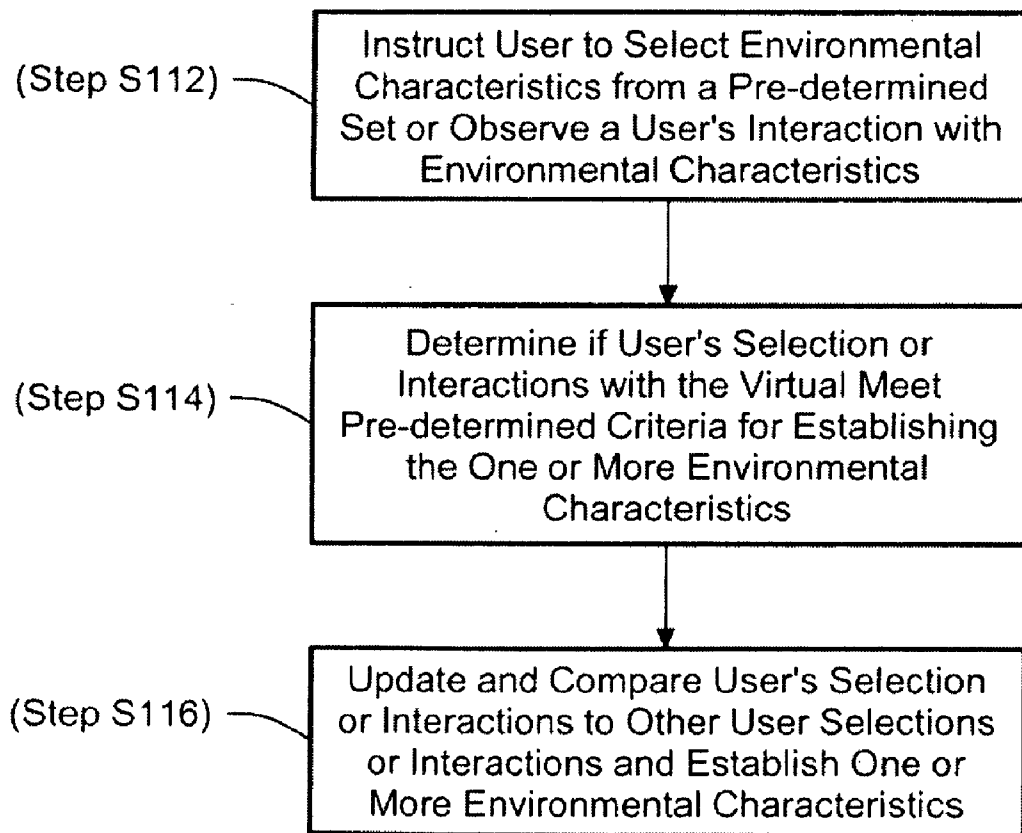 (Step S112)
Instruct User to Select Environmental
Characteristics from a Pre-determined
Set or Observe a User's Interaction with
Environmental Characteristics
(Step S114)
Determine if User's Selection or
Interactions with the Virtual Meet
Pre-determined Criteria for Establishing
the One or More Environmental
Characteristics
(Step S116)
Update and Compare User's Selection
or Interactions to Other User Selections
or Interactions and Establish One or
More Environmental Characteristics